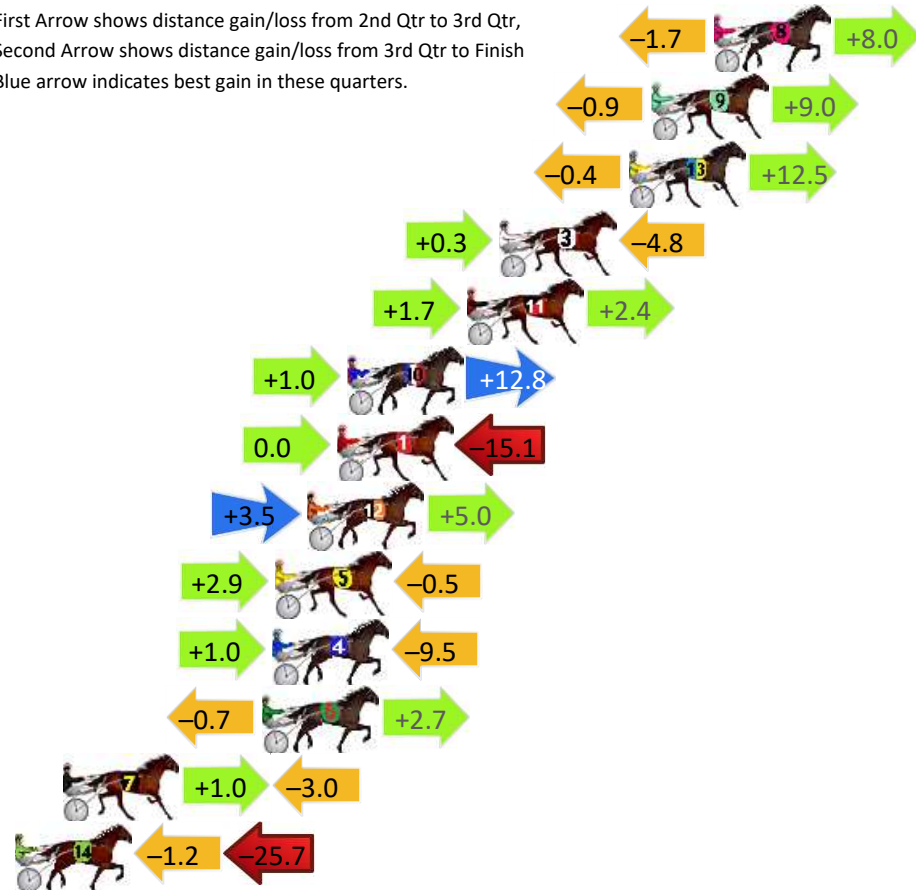 First Arrow shows distance gain/loss from 2nd Qtr to 3rd Qtr,
Second Arrow shows distance gain/loss from 3rd Qtr to Finish
Blue arrow indicates best gain in these quarters.
–1.7 8 +8.0
–0.9 9 +9.0
–0.4 13 +12.5
+0.3 3 –4.8
+1.7 11 +2.4
+1.0 10 +12.8
0.0 1 –15.1
+3.5 12 +5.0
+2.9 5 –0.5
+1.0 4 –9.5
–0.7 6 +2.7
7 +1.0 –3.0
14 –1.2 –25.7